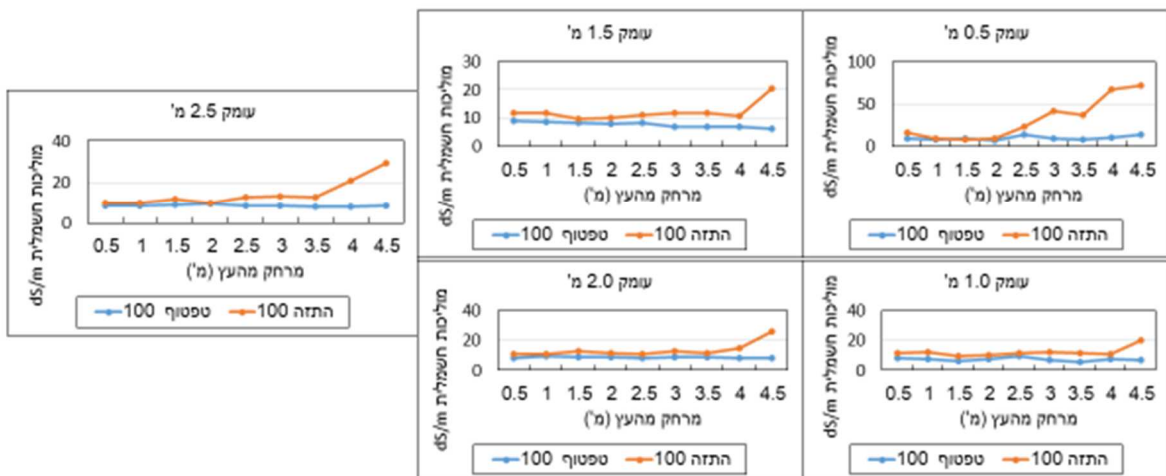 עומק 0.5 מ'
מוליכות חשמלית dS/m
100
50
0
0.5 1 1.5 2 2.5 3 3.5 4 4.5
מרחק מהעץ (מ')
טפטוף 100 התזה 100
עומק 1.5 מ'
מוליכות חשמלית dS/m
30
20
10
0
0.5 1 1.5 2 2.5 3 3.5 4 4.5
מרחק מהעץ (מ')
טפטוף 100 התזה 100
עומק 2.5 מ'
מוליכות חשמלית dS/m
40
20
0
0.5 1 1.5 2 2.5 3 3.5 4 4.5
מרחק מהעץ (מ')
טפטוף 100 התזה 100
עומק 1.0 מ'
מוליכות חשמלית dS/m
40
20
0
0.5 1 1.5 2 2.5 3 3.5 4 4.5
מרחק מהעץ (מ')
טפטוף 100 התזה 100
עומק 2.0 מ'
מוליכות חשמלית dS/m
40
20
0
0.5 1 1.5 2 2.5 3 3.5 4 4.5
מרחק מהעץ (מ')
טפטוף 100 התזה 100